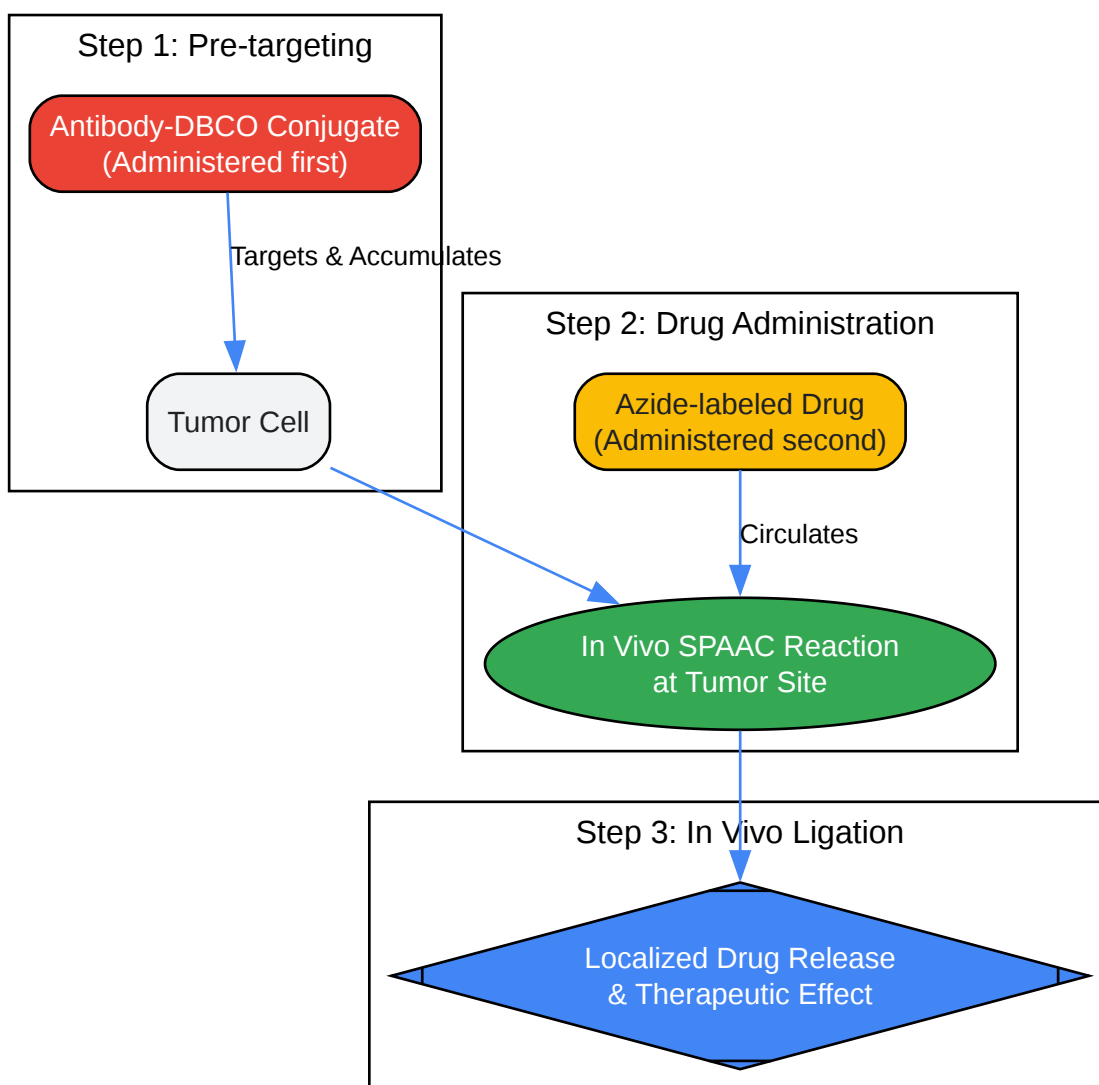 Step 1: Pre-targeting
Antibody-DBCO Conjugate
(Administered first)
Targets & Accumulates
Tumor Cell
Step 2: Drug Administration
Azide-labeled Drug
(Administered second)
Circulates
In Vivo SPAAC Reaction
at Tumor Site
Step 3: In Vivo Ligation
Localized Drug Release
& Therapeutic Effect